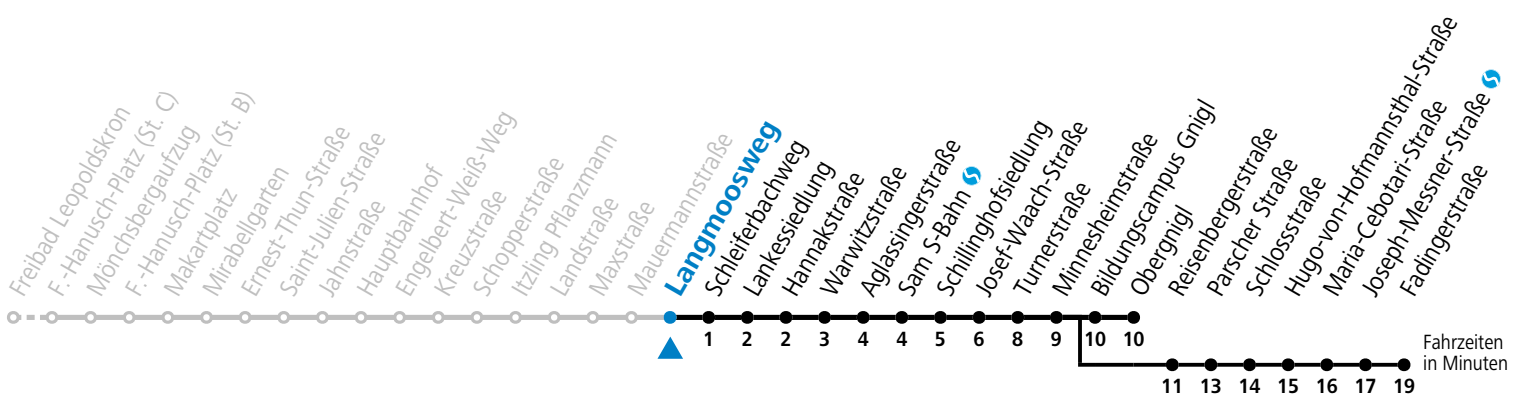 Freibad Leopoldskron
F.-Hanusch-Platz (St. C)
Mönchsbergaufzug
F.-Hanusch-Platz (St. B)
Makartplatz
Mirabellgarten
Ernest-Thun-Straße
Saint-Julien-Straße
Jahnstraße
Hauptbahnhof
Engelbert-Weiß-Weg
Kreuzstraße
Schopperstraße
Itzling Pflanzmann
Landstraße
Maxstraße
Mauermannstraße
Langmoosweg
Schleiferbachweg
Lankessiedlung
Hannakstraße
Warwitzstraße
Aglassingerstraße
Sam S-Bahn
Schillinghofsiedlung
Josef-Waach-Straße
Turnerstraße
Minnesheimstraße
Bildungscampus Gnigl
Obergnigl
Reisenbergerstraße
Parscher Straße
Schlossstraße
Hugo-von-Hofmannsthal-Straße
Maria-Cebotari-Straße
Joseph-Messner-Straße
Fadingerstraße
1 2 2 3 4 4 5 6 8 9 10 10
Fahrzeiten
in Minuten
11 13 14 15 16 17 19